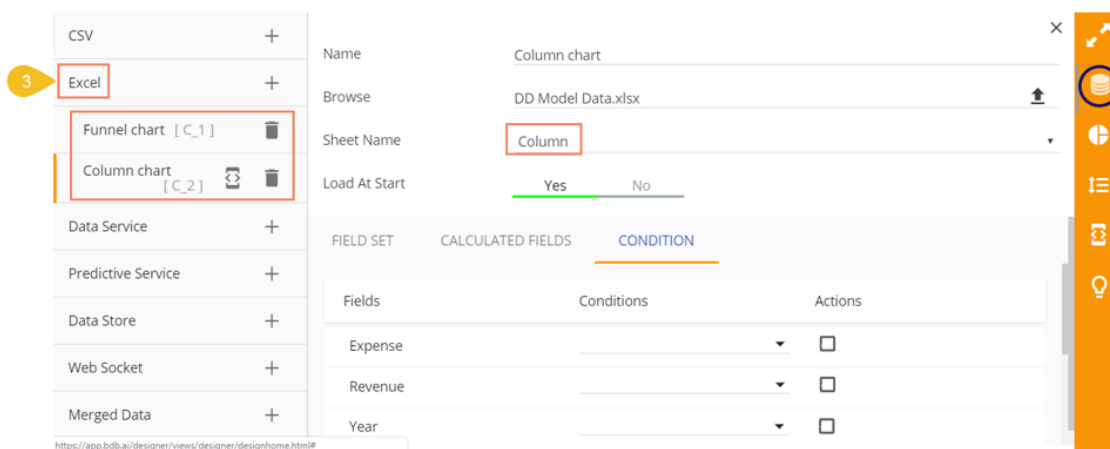 CSV
3
Excel
Funnel chart [ C_1 ]
Column chart
[ C_2 ]
Data Service
Predictive Service
Data Store
Web Socket
Merged Data
https://app.bdb.ai/designer/views/designer/designhome.html#
Name Column chart
Browse DD Model Data.xlsx
Sheet Name Column
Load At Start Yes No
FIELD SET CALCULATED FIELDS CONDITION
Fields Conditions Actions
Expense
Revenue
Year